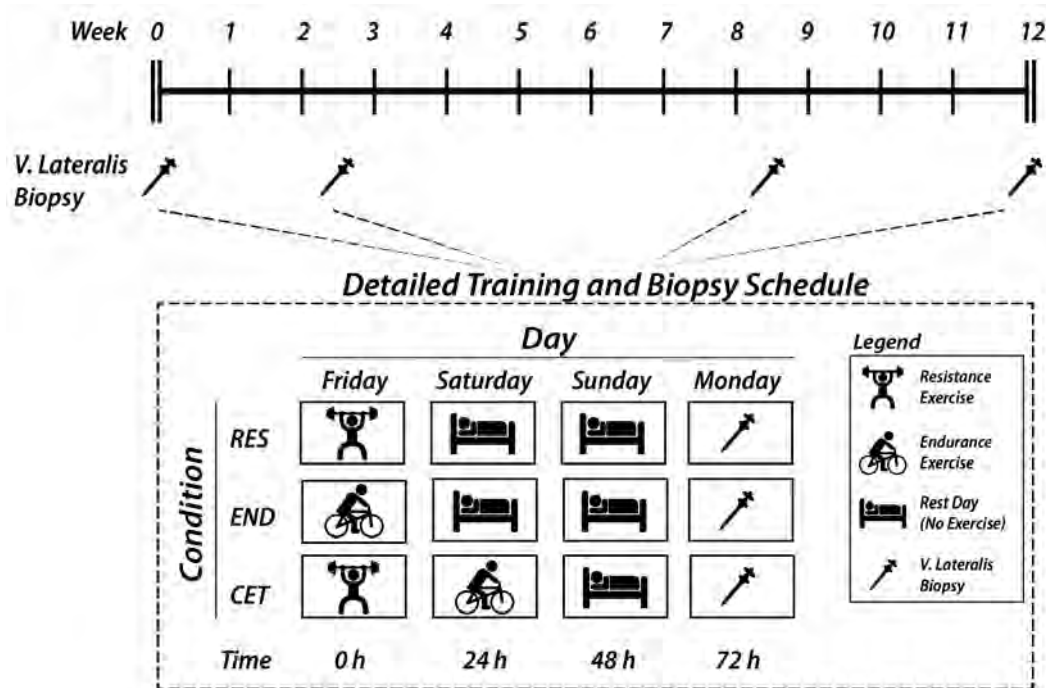 Week 0 1 2 3 4 5 6 7 8 9 10 11 12
V. Lateralis
Biopsy
Detailed Training and Biopsy Schedule
Day
Friday Saturday Sunday Monday
Condition
RES
END
CET
Time 0 h 24 h 48 h 72 h
Legend
Resistance
Exercise
Endurance
Exercise
Rest Day
(No Exercise)
V. Lateralis
Biopsy